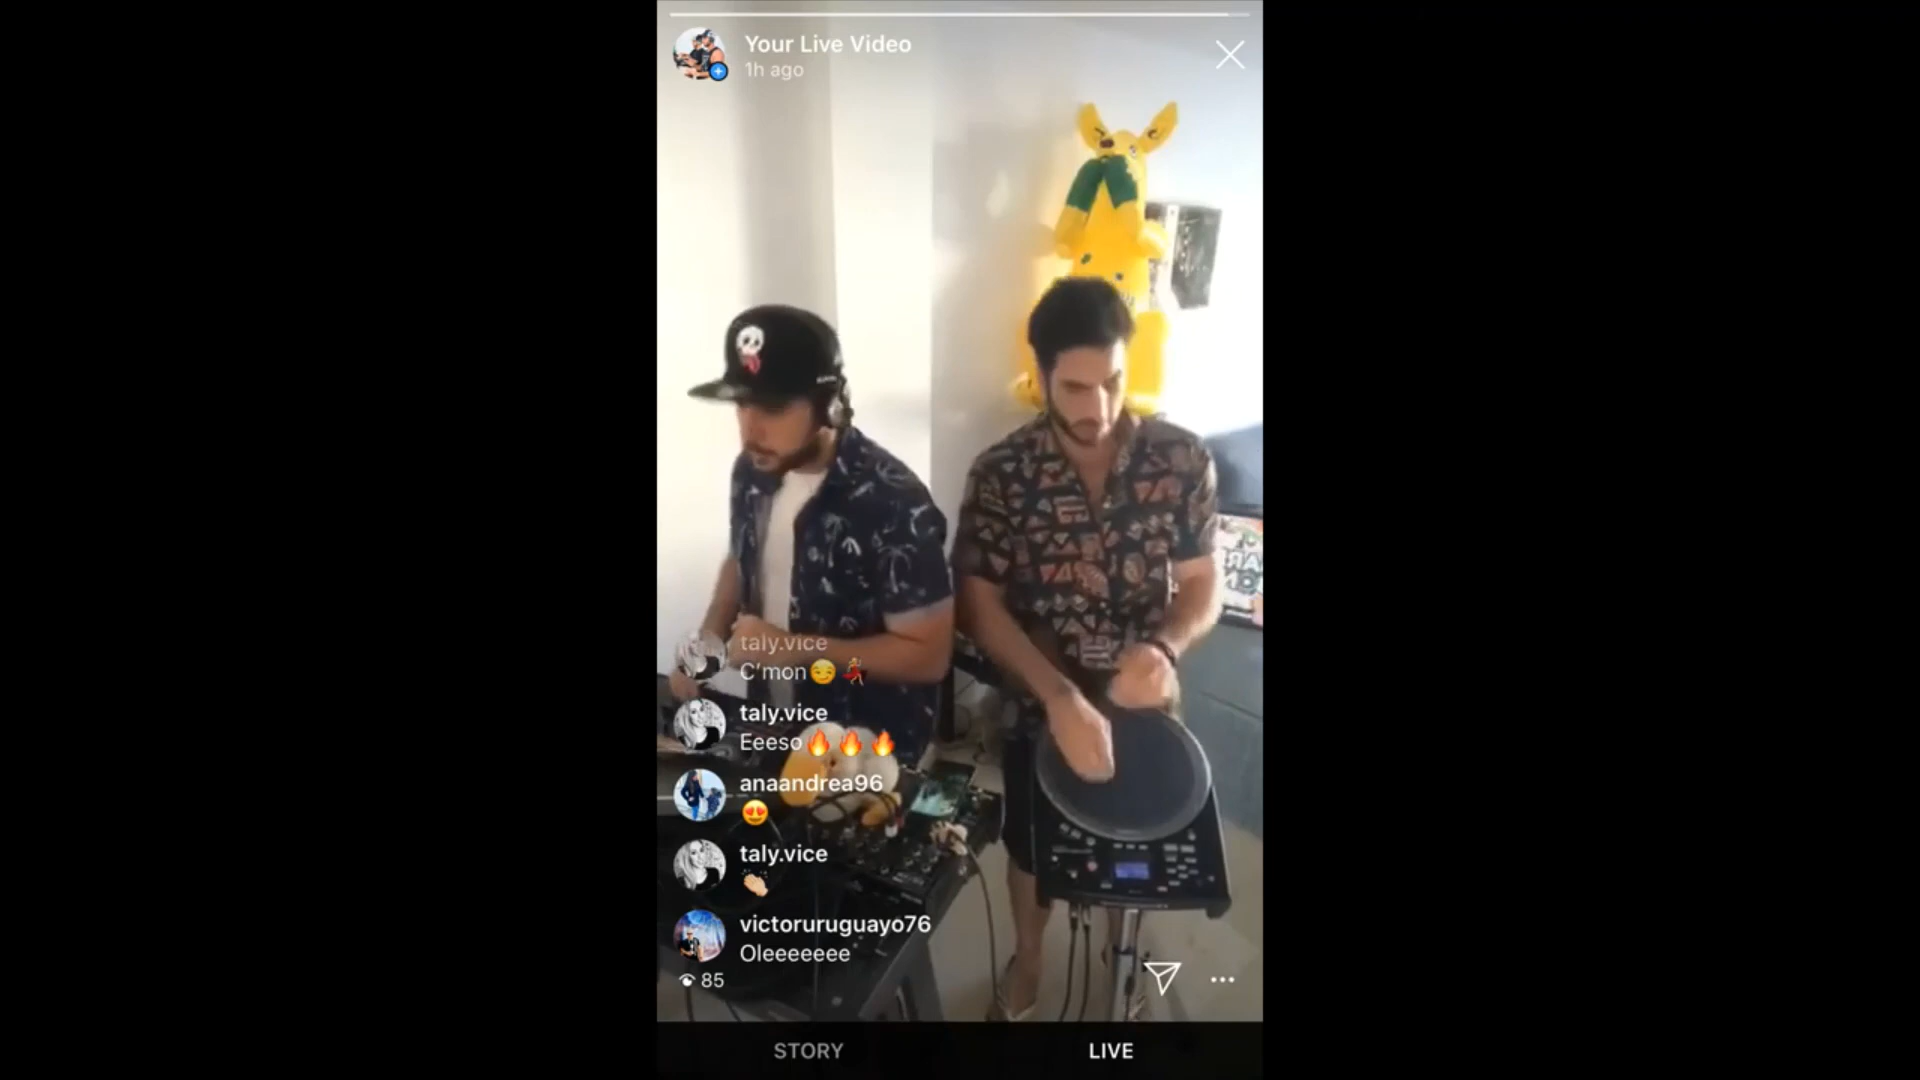 Your Live Video
1h ago
taly.vice
C'mon😏💃
taly.vice
Eeeso🔥🔥🔥
anaandrea96
😍
taly.vice
👏🏻
victoruruguayo76
Oleeeeeee
85
STORY
LIVE